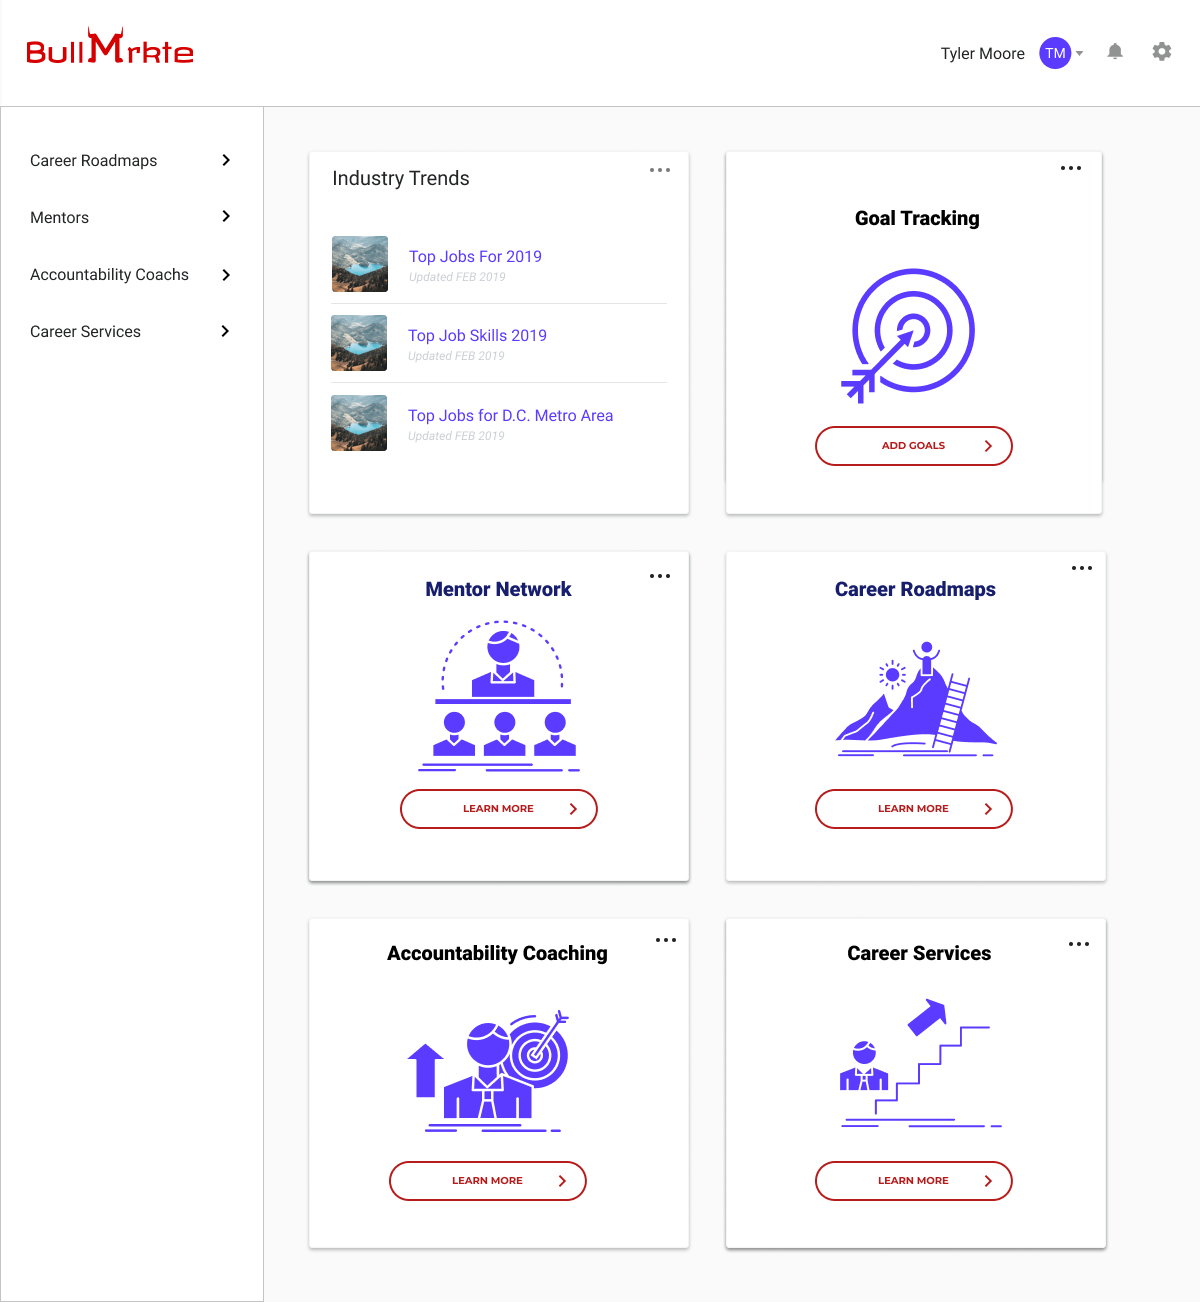 BullMrkte
Tyler Moore
TM
Career Roadmaps
Mentors
Accountability Coachs
Career Services
Industry Trends
Top Jobs For 2019
Updated FEB 2019
Top Job Skills 2019
Updated FEB 2019
Top Jobs for D.C. Metro Area
Updated FEB 2019
Goal Tracking
ADD GOALS
Mentor Network
LEARN MORE
Career Roadmaps
LEARN MORE
Accountability Coaching
LEARN MORE
Career Services
LEARN MORE